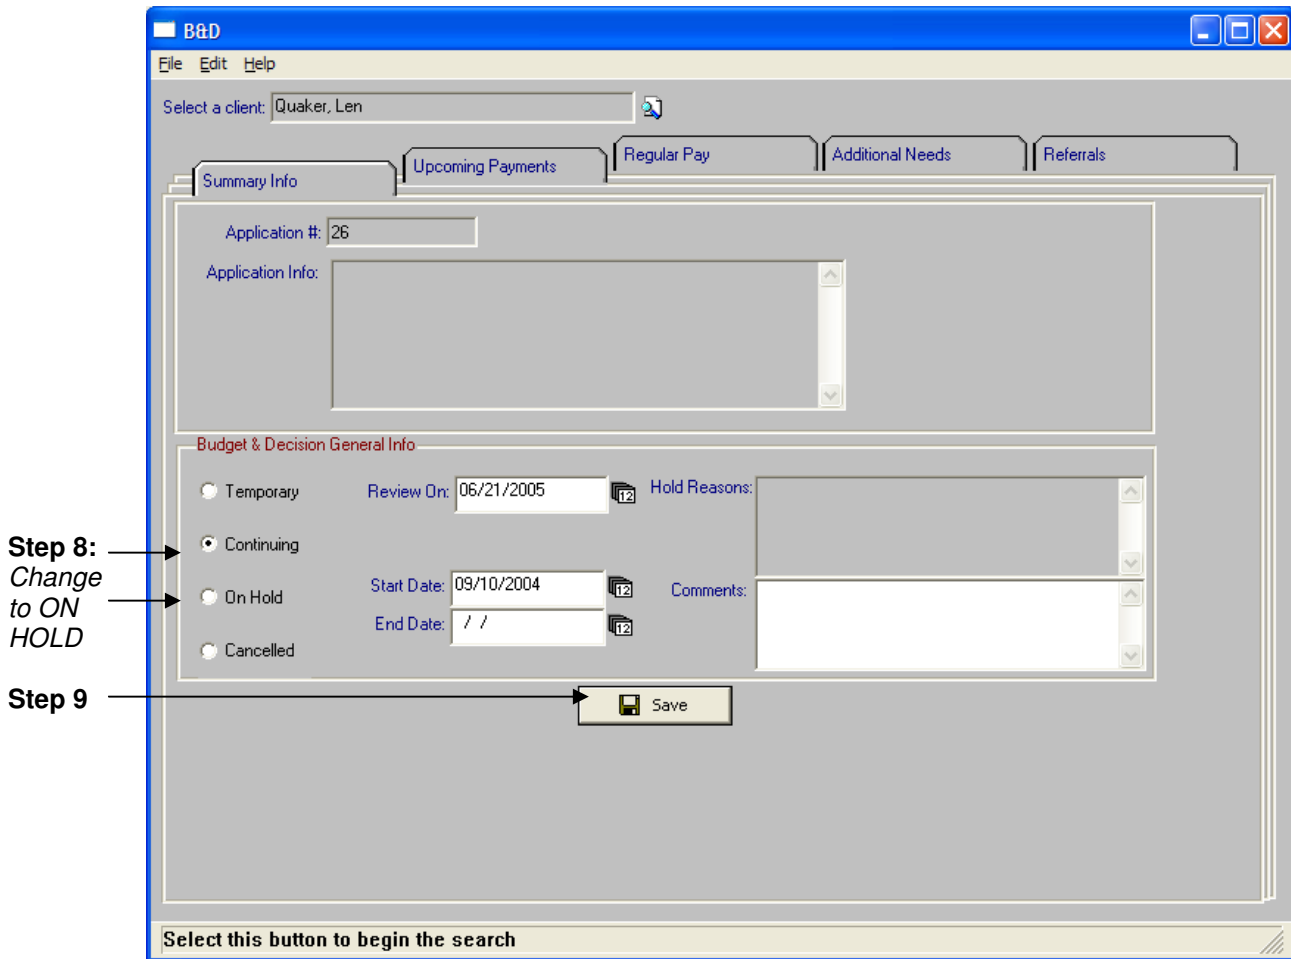 B&D
File Edit Help
Select a client: Quaker, Len
Summary Info Upcoming Payments Regular Pay Additional Needs Referrals
Application #: 26
Application Info:
Budget & Decision General Info
Temporary Review On: 06/21/2005 12 Hold Reasons:
Step 8: Continuing
Change
to ON
HOLD
On Hold Start Date: 09/10/2004 12 Comments:
End Date: / / 12
Cancelled
Step 9 Save
Select this button to begin the search